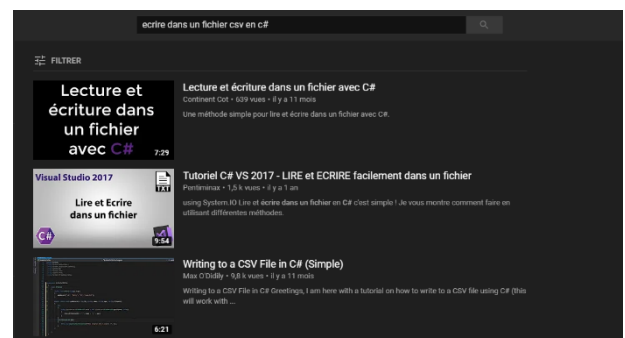 ecrire dans un fichier csv en c#
FILTRER
Lecture et
écriture dans
un fichier
avec C#
7:29
Lecture et écriture dans un fichier avec C#
Continent Cot • 639 vues • il y a 11 mois
Une méthode simple pour lire et écrire dans un fichier avec C#.
Visual Studio 2017
TXT
Lire et Ecrire
dans un fichier
C#
9:54
Tutoriel C# VS 2017 - LIRE et ECRIRE facilement dans un fichier
Pentiminax • 1,5 k vues • il y a 1 an
using System.IO Lire et écrire dans un fichier en C# c'est simple ! Je vous montre comment faire en
utilisant différentes méthodes.
6:21
Writing to a CSV File in C# (Simple)
Max O'Didily • 9,8 k vues • il y a 11 mois
Writing to a CSV File in C# Greetings, I am here with a tutorial on how to write to a CSV file using C# (this
will work with ...